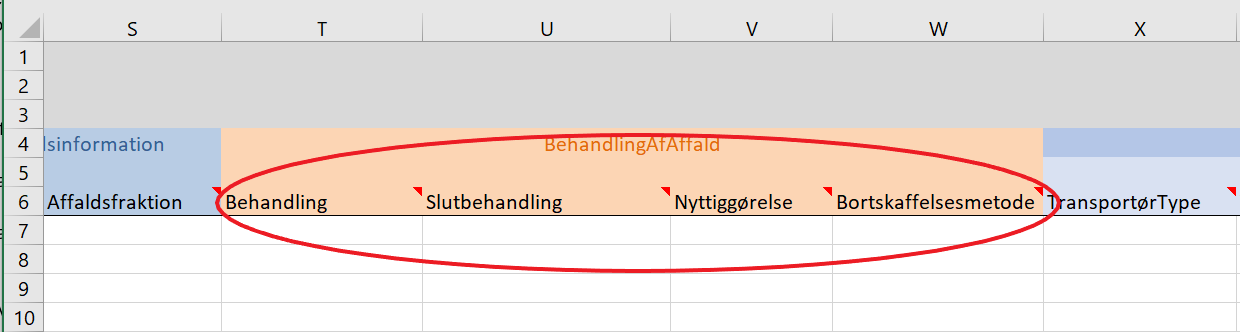 S T U V W X
1
2
3
4 lsinformation BehandlingAfAffald
5
6 Affaldsfraktion Behandling Slutbehandling Nyttiggørelse Bortskaffelsesmetode TransportørType
7
8
9
10